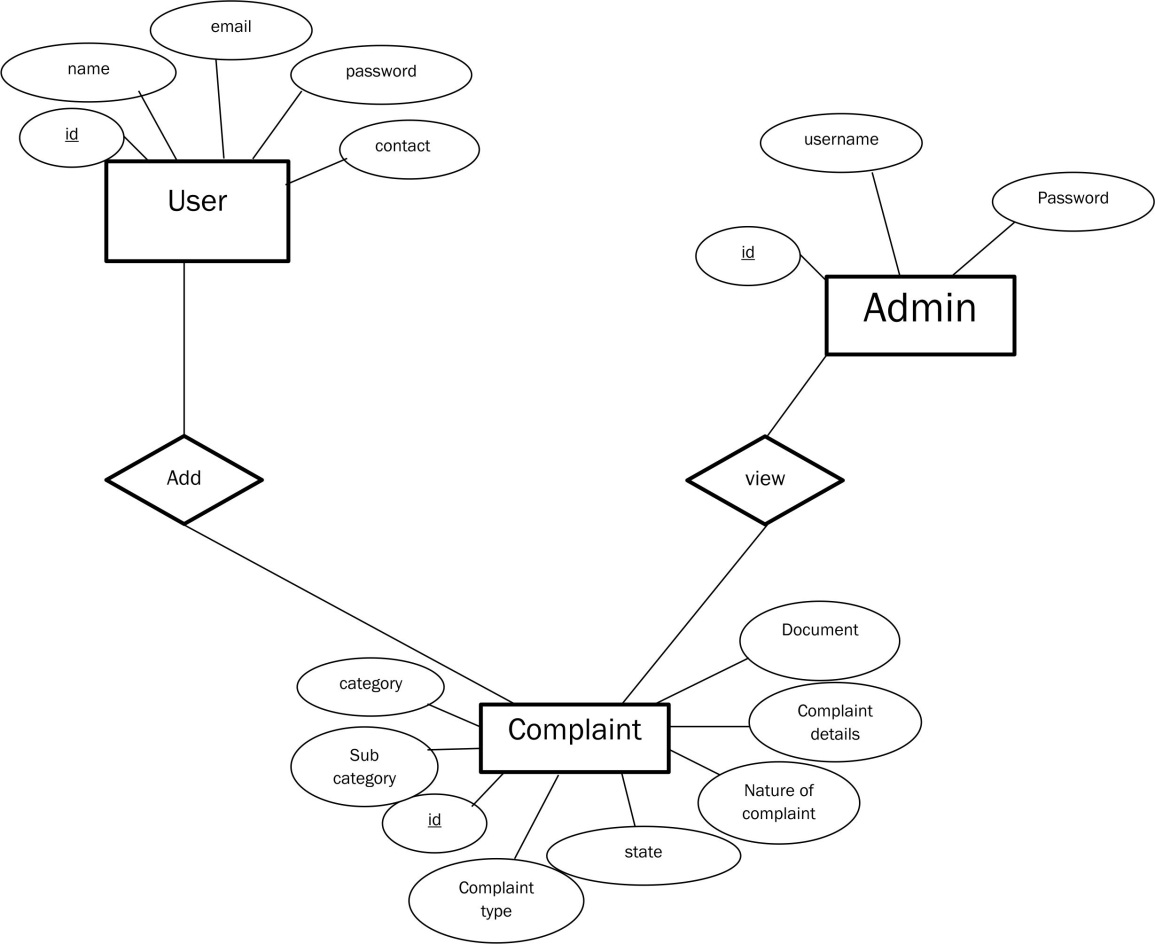 email
name
password
id
contact
User
username
Password
id
Admin
Add
view
Document
category
Complaint
details
Complaint
Sub
category
Nature of
complaint
id
state
Complaint
type